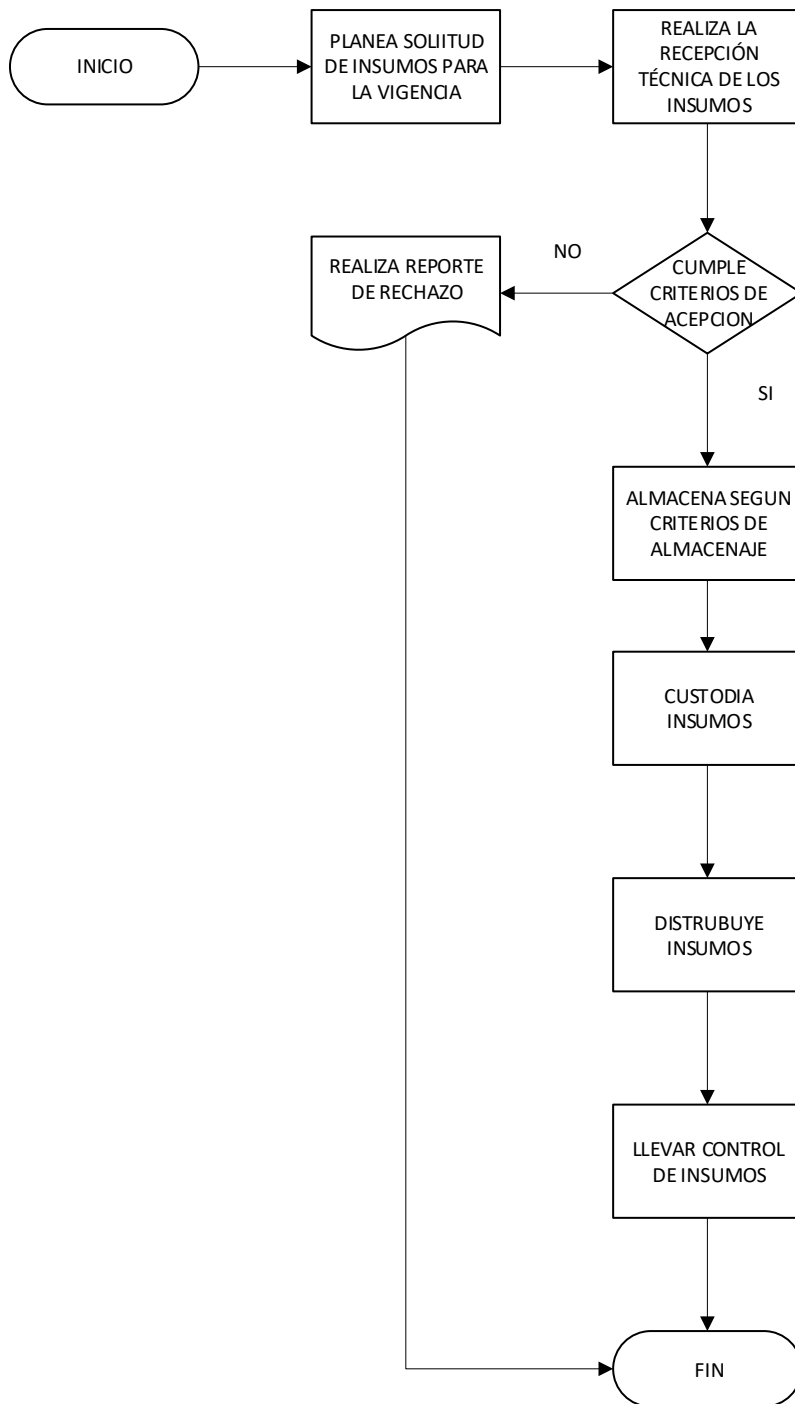 INICIO
PLANEA SOLIITUD
DE INSUMOS PARA
LA VIGENCIA
REALIZA LA
RECEPCIÓN
TÉCNICA DE LOS
INSUMOS
CUMPLE
CRITERIOS DE
ACEPCION
NO
REALIZA REPORTE
DE RECHAZO
SI
ALMACENA SEGUN
CRITERIOS DE
ALMACENAJE
CUSTODIA
INSUMOS
DISTRUBUYE
INSUMOS
LLEVAR CONTROL
DE INSUMOS
FIN